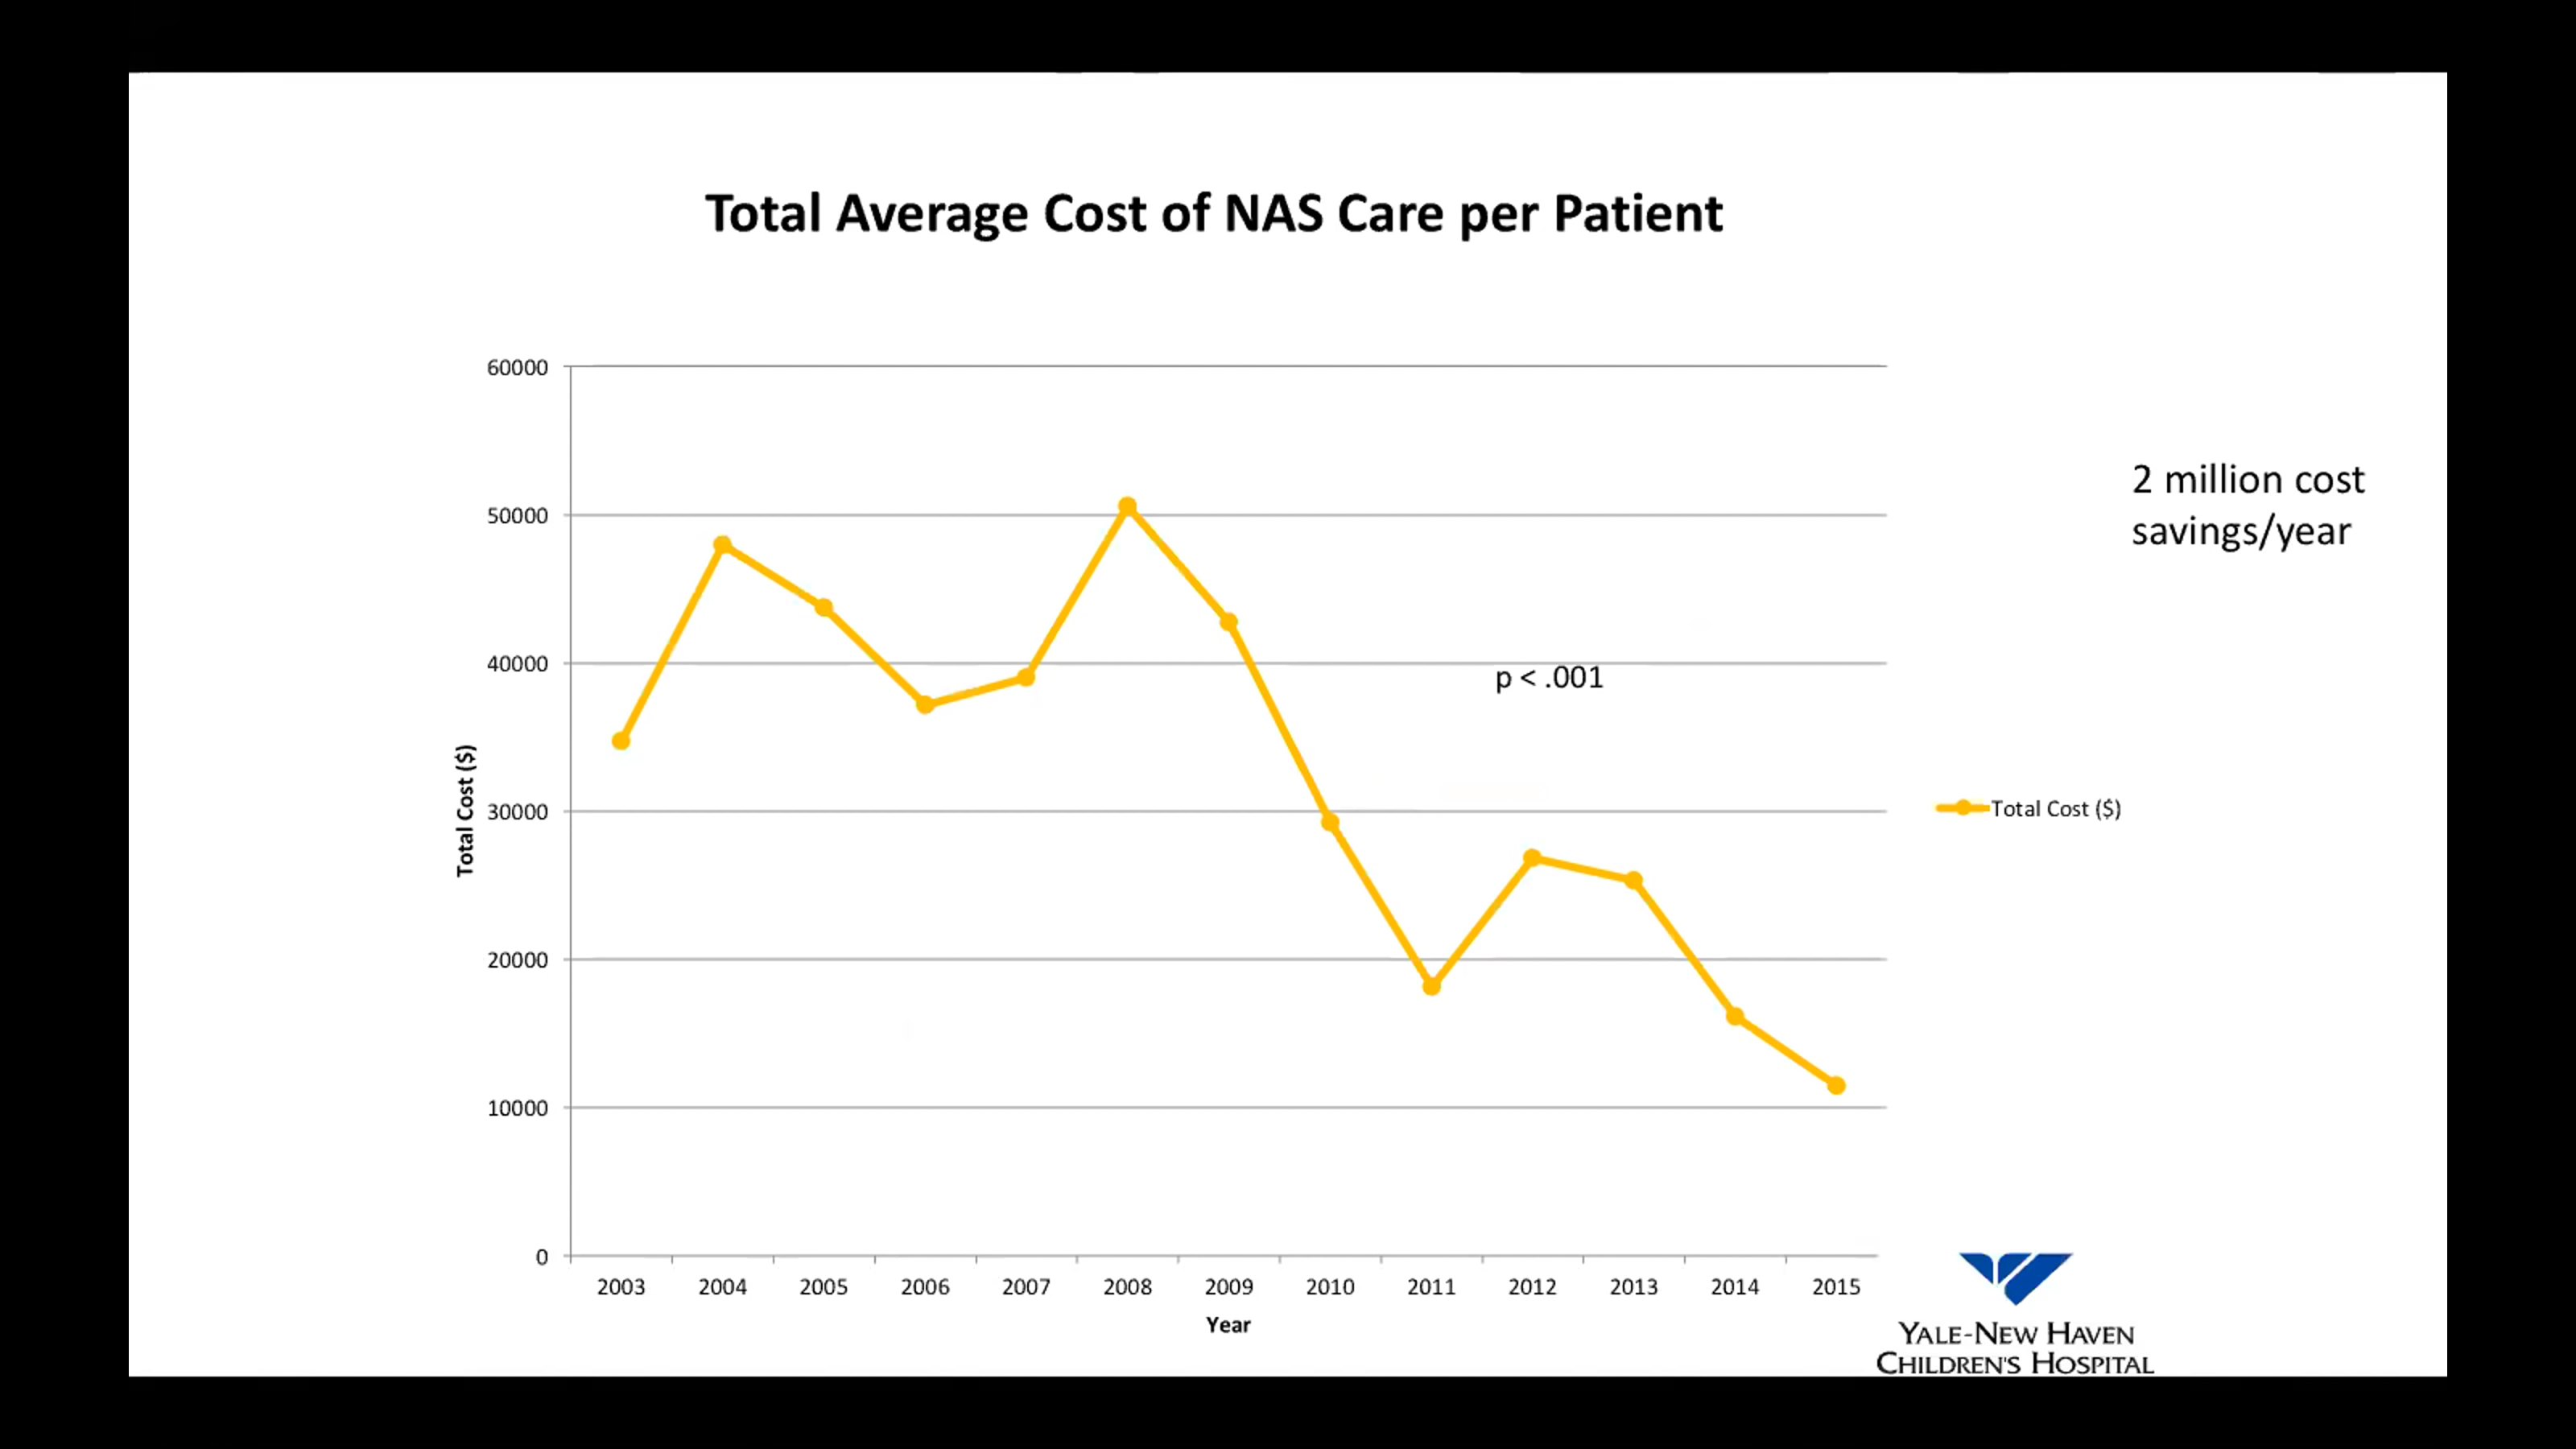 Total Average Cost of NAS Care per Patient
60000
50000
40000
30000
20000
10000
0
Total Cost ($)
2003 2004 2005 2006 2007 2008 2009 2010 2011 2012 2013 2014 2015
Year
p < .001
Total Cost ($)
2 million cost
savings/year
YALE-NEW HAVEN
CHILDREN'S HOSPITAL